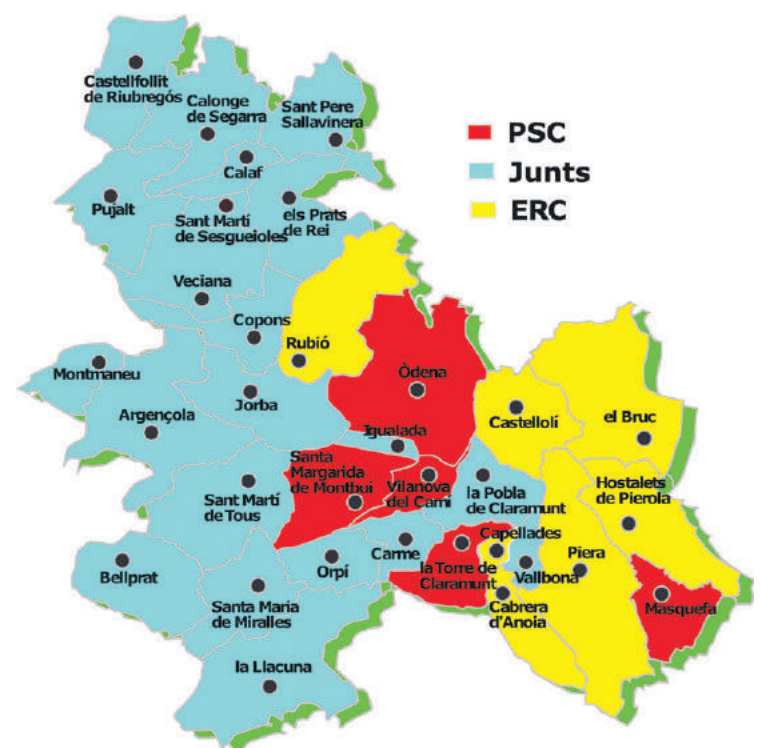 Castellfollit
de Riubregós
Calonge
de Segarra
Sant Pere
Sallavinera
PSC
Junts
ERC
Calaf
Pujalt
Sant Martí
de Sesgueioles
els Prats
de Rei
Veciana
Copons
Rubió
Montmaneu
Jorba
Òdena
Argençola
Castellolí
el Bruc
Igualada
Santa
Margarida
de Montbui
Vilanova
del Camí
la Pobla
de Claramunt
Hostalets
de Pierola
Sant Martí
de Tous
Capellades
Carme
Orpí
Bellprat
la Torre de
Claramunt
Vallbona
Piera
Santa Maria
de Miralles
Cabrera
d'Anoia
Masquefa
la Llacuna